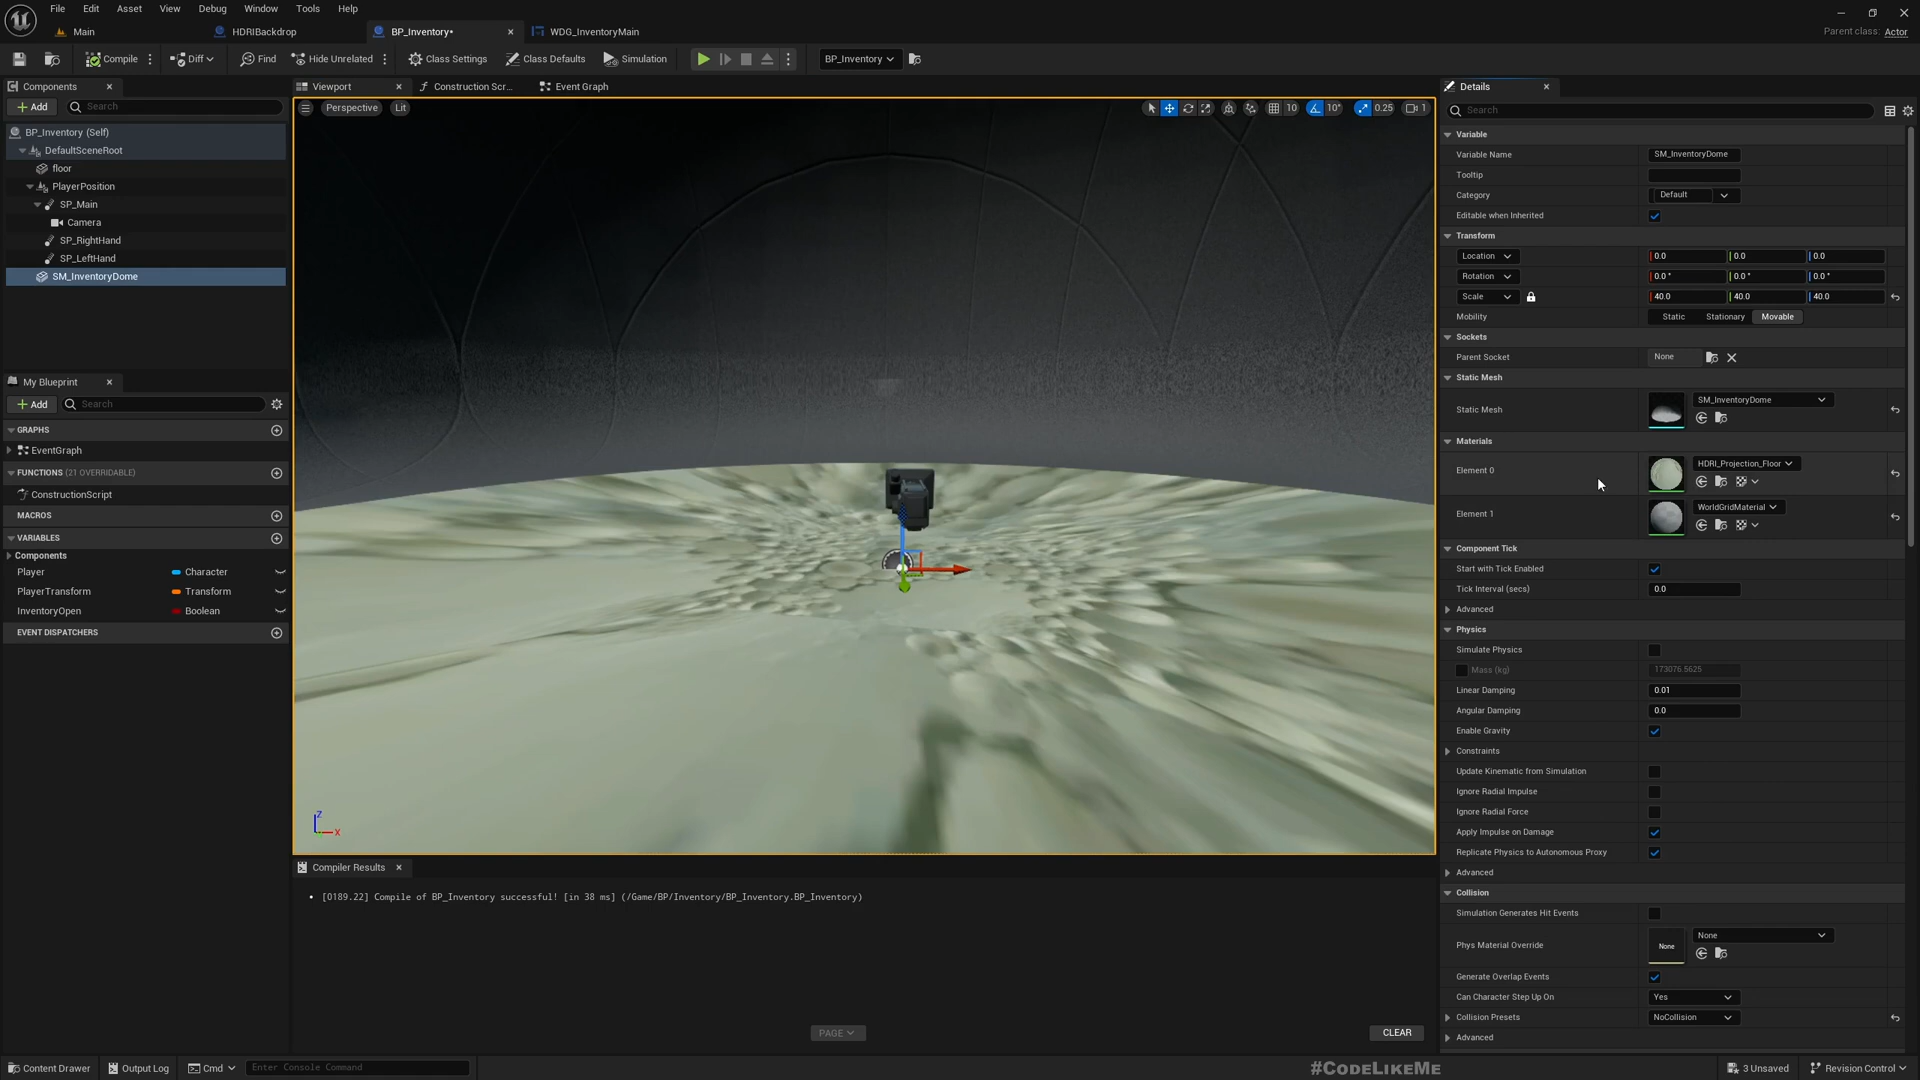 File Edit Asset View Debug Window Tools Help
Main HDRIBackdrop BP_Inventory• WDG_InventoryMain Parent class: Actor
Compile Diff Find Hide Unrelated Class Settings Class Defaults Simulation BP_Inventory
Components
Add Search
BP_Inventory (Self)
DefaultSceneRoot
floor
PlayerPosition
SP_Main
Camera
SP_RightHand
SP_LeftHand
SM_InventoryDome
My Blueprint
Add Search
GRAPHS
EventGraph
FUNCTIONS (21 OVERRIDABLE)
ConstructionScript
MACROS
VARIABLES
Components
Player Character
PlayerTransform Transform
InventoryOpen Boolean
EVENT DISPATCHERS
Viewport Construction Scr... Event Graph
Perspective Lit 10 10° 0.25 1
Z
X
Compiler Results
• [0189.22] Compile of BP_Inventory successful! [in 38 ms] (/Game/BP/Inventory/BP_Inventory.BP_Inventory)
PAGE CLEAR
Details
Search
Variable
Variable Name SM_InventoryDome
Tooltip
Category Default
Editable when Inherited
Transform
Location 0.0 0.0 0.0
Rotation 0.0° 0.0° 0.0°
Scale 40.0 40.0 40.0
Mobility Static Stationary Movable
Sockets
Parent Socket None
Static Mesh
Static Mesh SM_InventoryDome
Materials
Element 0 HDRI_Projection_Floor
Element 1 WorldGridMaterial
Component Tick
Start with Tick Enabled
Tick Interval (secs) 0.0
Advanced
Physics
Simulate Physics
Mass (kg) 173076.5625
Linear Damping 0.01
Angular Damping 0.0
Enable Gravity
Constraints
Update Kinematic from Simulation
Ignore Radial Impulse
Ignore Radial Force
Apply Impulse on Damage
Replicate Physics to Autonomous Proxy
Advanced
Collision
Simulation Generates Hit Events
Phys Material Override None None
Generate Overlap Events
Can Character Step Up On Yes
Collision Presets NoCollision
Advanced
Content Drawer Output Log Cmd Enter Console Command #CodeLikeMe 3 Unsaved Revision Control